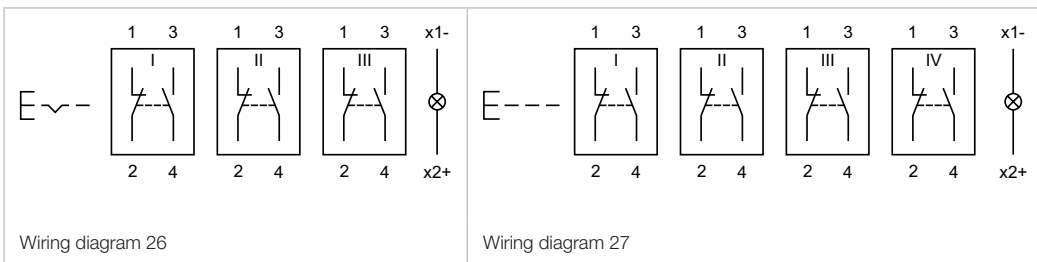 1 3 1 3 1 3 x1-
I II III
2 4 2 4 2 4 x2+
Wiring diagram 26
1 3 1 3 1 3 1 3 x1-
I II III IV
2 4 2 4 2 4 2 4 x2+
Wiring diagram 27